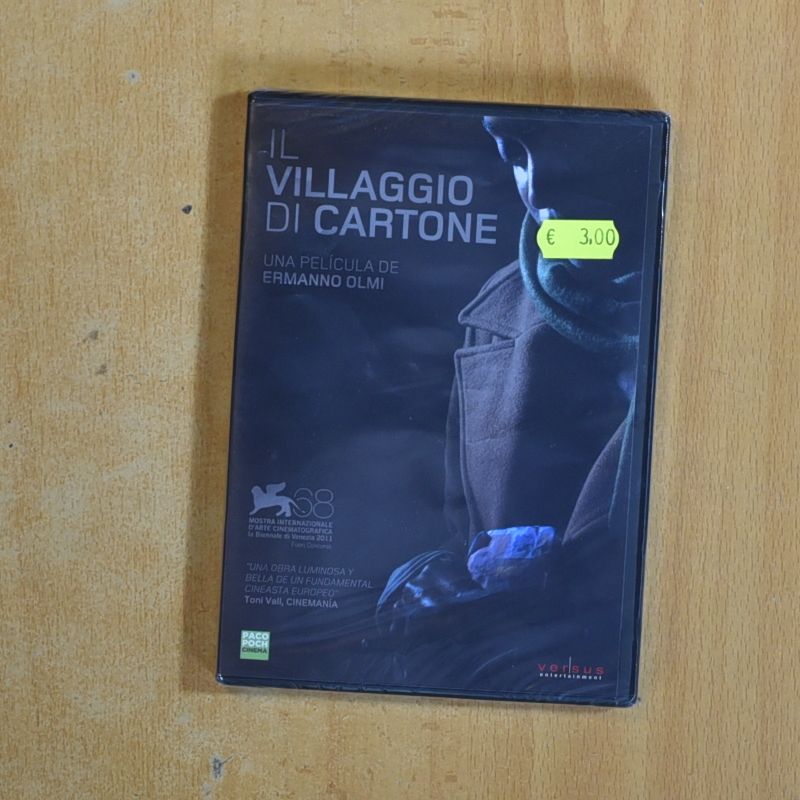 IL
VILLAGGIO
DI CARTONE
€ 3,00
UNA PELÍCULA DE
ERMANNO OLMI
68
MOSTRA INTERNAZIONALE
D'ARTE CINEMATOGRAFICA
la Biennale di Venezia 2011
Fuori Concorso
"UNA OBRA LUMINOSA Y
BELLA DE UN FUNDAMENTAL
CINEASTA EUROPEO"
Toni Vall, CINEMANÍA
PACO
POCH
CINEMA
versus
entertainment